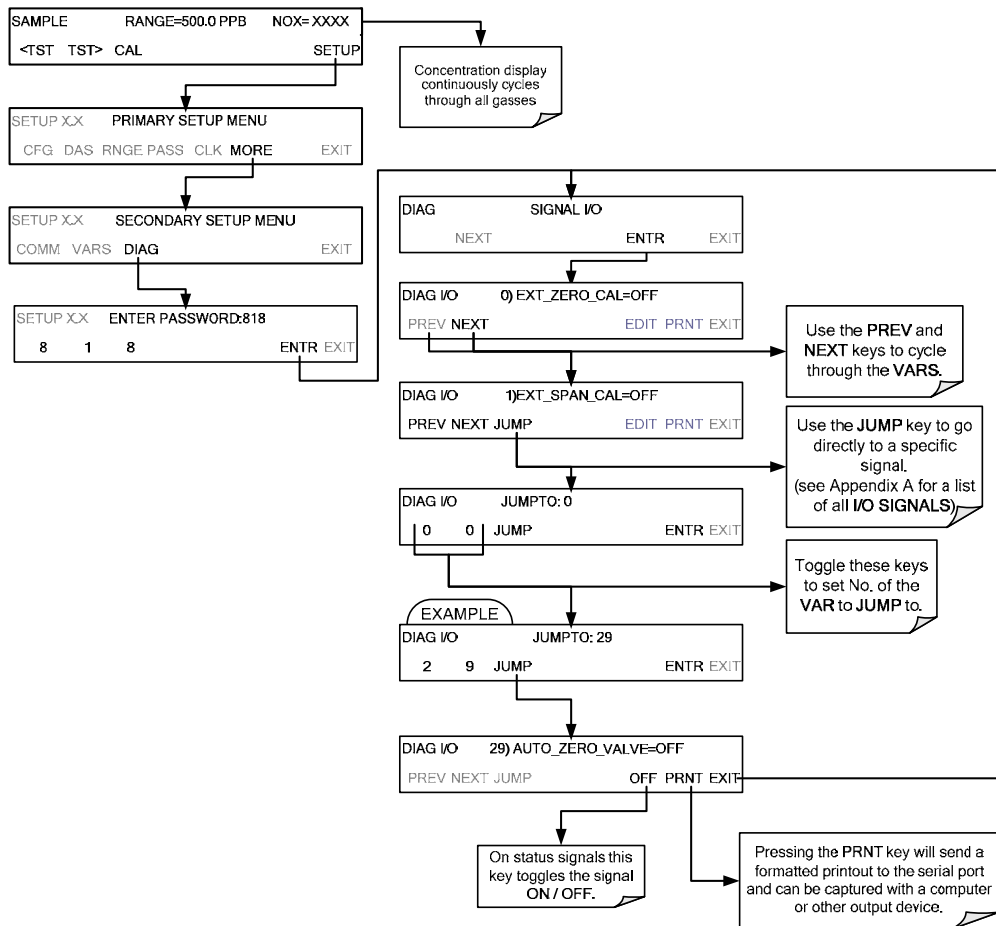 SAMPLE RANGE=500.0 PPB NOX= XXXX
<TST TST> CAL SETUP
Concentration display
continuously cycles
through all gasses
SETUP X.X PRIMARY SETUP MENU
CFG DAS RNGE PASS CLK MORE EXIT
SETUP X.X SECONDARY SETUP MENU
COMM VARS DIAG EXIT
SETUP X.X ENTER PASSWORD:818
8 1 8 ENTR EXIT
DIAG SIGNAL I/O
NEXT ENTR EXIT
DIAG I/O 0) EXT_ZERO_CAL=OFF
PREV NEXT EDIT PRNT EXIT
Use the PREV and
NEXT keys to cycle
through the VARS.
DIAG I/O 1)EXT_SPAN_CAL=OFF
PREV NEXT JUMP EDIT PRNT EXIT
Use the JUMP key to go
directly to a specific
signal.
(see Appendix A for a list
of all I/O SIGNALS)
DIAG I/O JUMPTO: 0
0 0 JUMP ENTR EXIT
Toggle these keys
to set No. of the
VAR to JUMP to.
EXAMPLE
DIAG I/O JUMPTO: 29
2 9 JUMP ENTR EXIT
DIAG I/O 29) AUTO_ZERO_VALVE=OFF
PREV NEXT JUMP OFF PRNT EXIT
On status signals this
key toggles the signal
ON / OFF.
Pressing the PRNT key will send a
formatted printout to the serial port
and can be captured with a computer
or other output device.